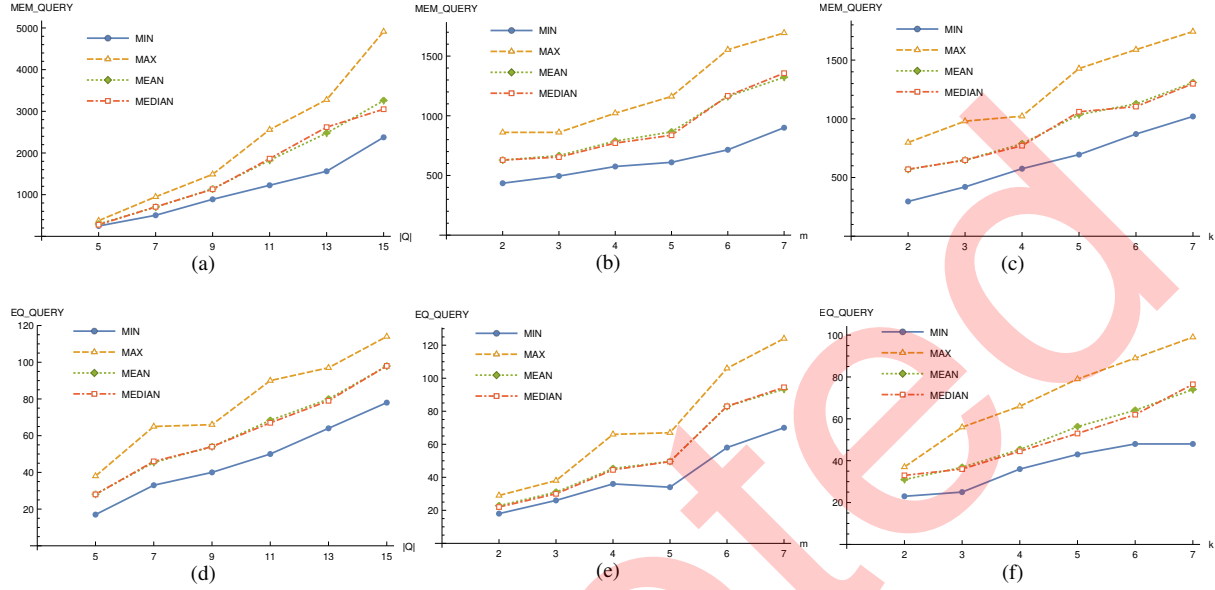 MEM_QUERY
5000
4000
3000
2000
1000
MIN
MAX
MEAN
MEDIAN
5 7 9 11 13 15 |Q|
(a)
MEM_QUERY
1500
1000
500
MIN
MAX
MEAN
MEDIAN
2 3 4 5 6 7 m
(b)
MEM_QUERY
1500
1000
500
MIN
MAX
MEAN
MEDIAN
2 3 4 5 6 7 k
(c)
EQ_QUERY
120
100
80
60
40
20
MIN
MAX
MEAN
MEDIAN
5 7 9 11 13 15 |Q|
(d)
EQ_QUERY
120
100
80
60
40
20
MIN
MAX
MEAN
MEDIAN
2 3 4 5 6 7 m
(e)
EQ_QUERY
100
80
60
40
20
MIN
MAX
MEAN
MEDIAN
2 3 4 5 6 7 k
(f)
ted